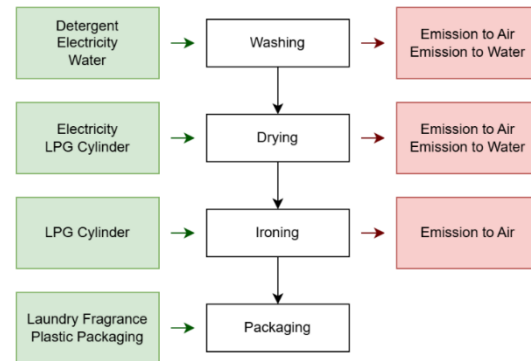 Detergent
Electricity
Water
Washing
Emission to Air
Emission to Water
Electricity
LPG Cylinder
Drying
Emission to Air
Emission to Water
LPG Cylinder
Ironing
Emission to Air
Laundry Fragrance
Plastic Packaging
Packaging